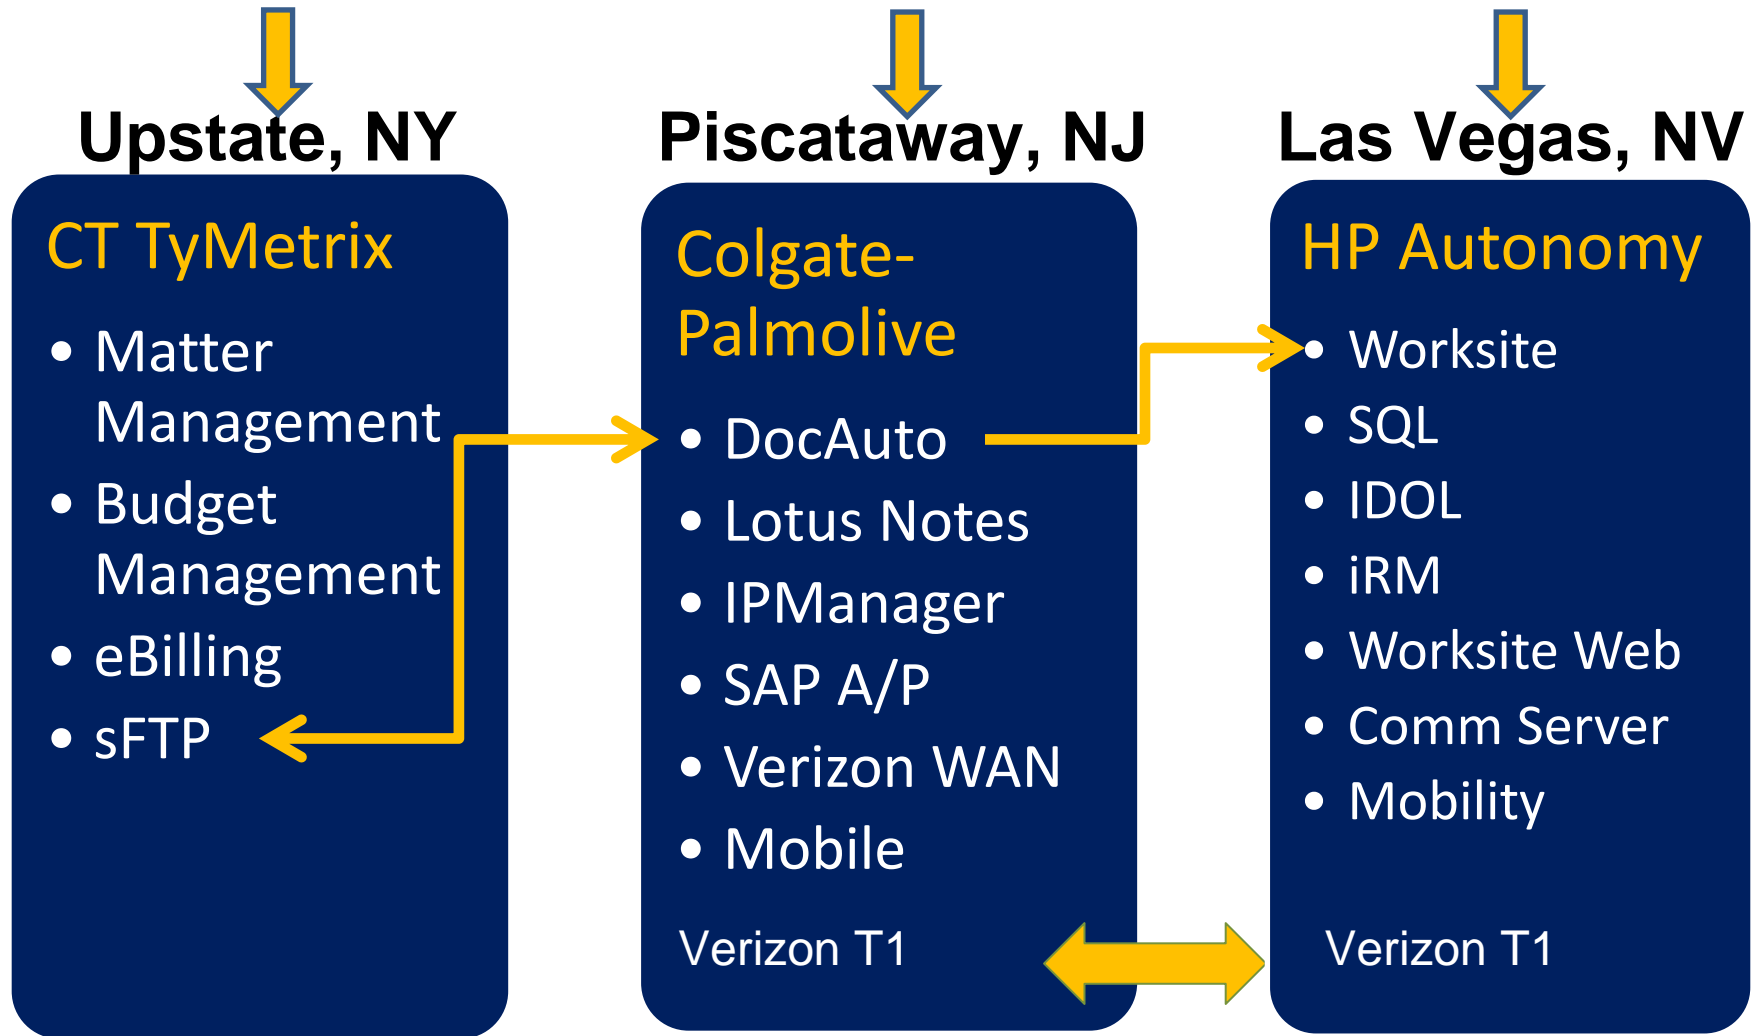 Upstate, NY
CT TyMetrix
• Matter
Management
• Budget
Management
• eBilling
• sFTP
Piscataway, NJ
Colgate-
Palmolive
• DocAuto
• Lotus Notes
• IPManager
• SAP A/P
• Verizon WAN
• Mobile
Verizon T1
Las Vegas, NV
HP Autonomy
• Worksite
• SQL
• IDOL
• iRM
• Worksite Web
• Comm Server
• Mobility
Verizon T1